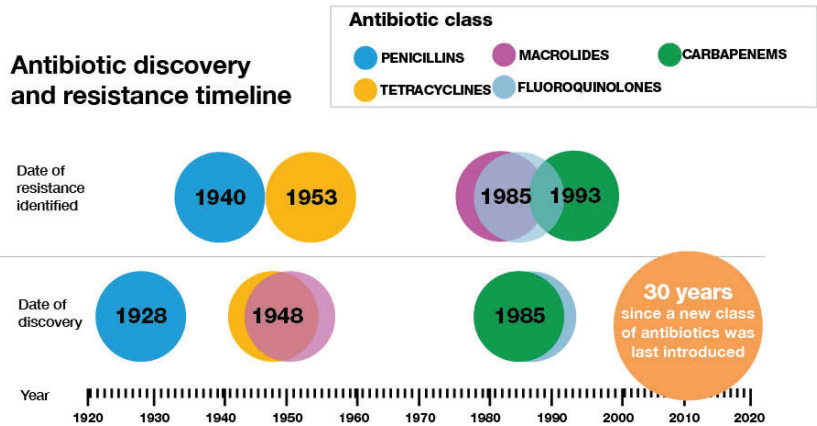 Antibiotic discovery
and resistance timeline
Antibiotic class
PENICILLINS
MACROLIDES
CARBAPENEMS
TETRACYCLINES
FLUOROQUINOLONES
Date of
resistance
identified
1940
1953
1985
1993
Date of
discovery
1928
1948
1985
30 years
since a new class
of antibiotics was
last introduced
Year
1920 1930 1940 1950 1960 1970 1980 1990 2000 2010 2020